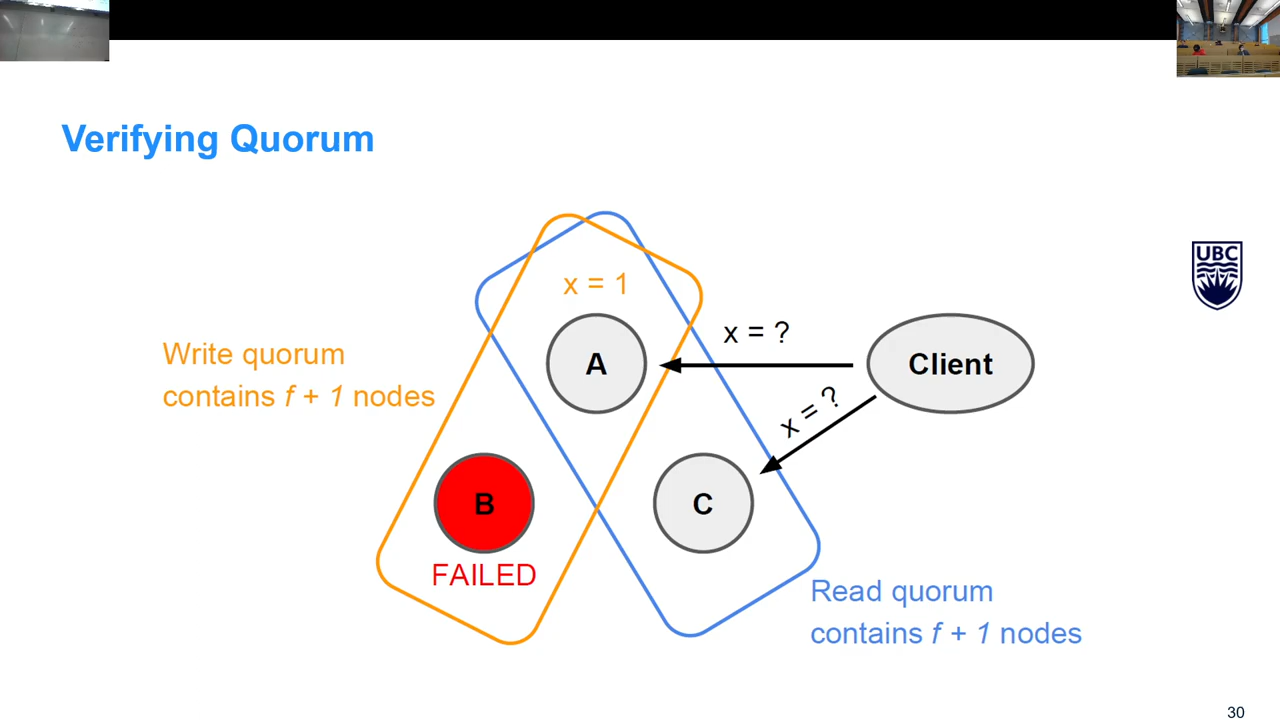 Verifying Quorum
UBC
x = 1
x = ?
A
Client
Write quorum
contains f + 1 nodes
x = ?
B
C
FAILED
Read quorum
contains f + 1 nodes
30